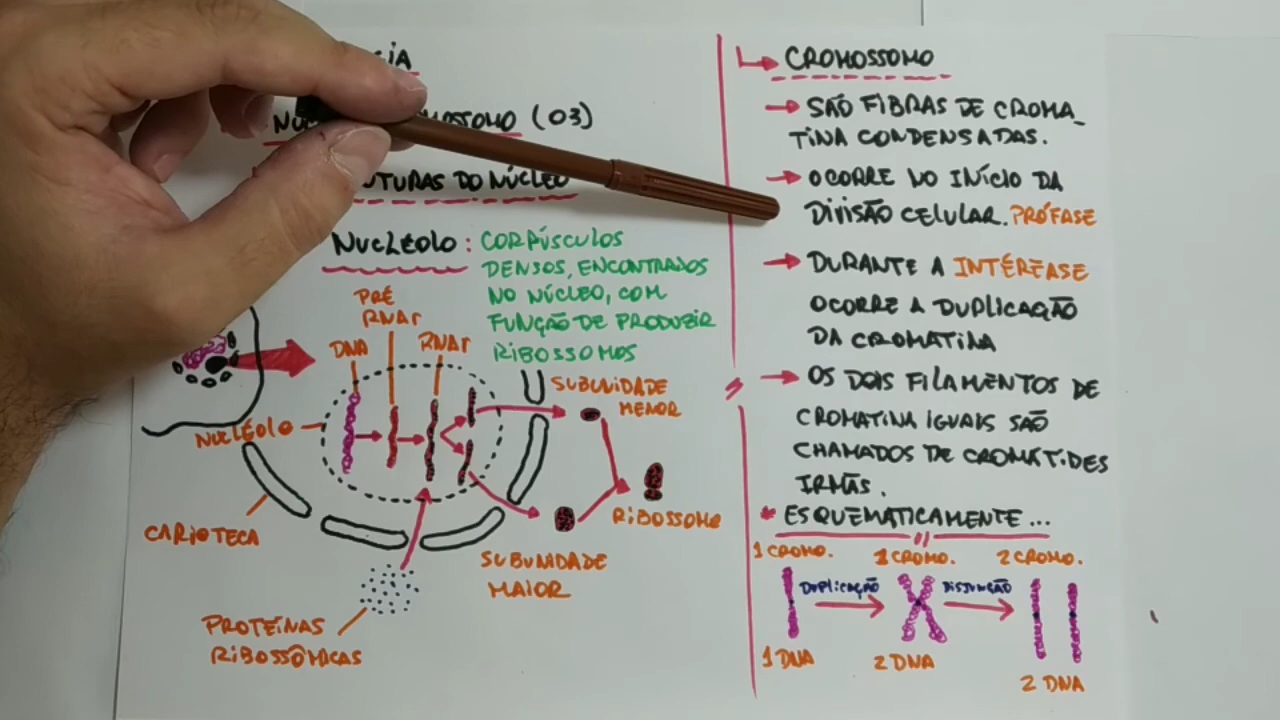 (03)
DO NÚCLEO
NUCLÉOLO: CORPÚSCULOS
DENSOS, ENCONTRADOS
NO NÚCLEO, COM
FUNÇÃO DE PRODUZIR
RIBOSSOMOS
PRÉ
RNAr
DNA
RNAr
SUBUNIDADE
MENOR
NUCLÉOLO
RIBOSSOMO
CARIOTECA
SUBUNIDADE
MAIOR
PROTEÍNAS
RIBOSSÔMICAS
CROMOSSOMO
SÃO FIBRAS DE CROMA_
TINA CONDENSADAS.
OCORRE NO INÍCIO DA
DIVISÃO CELULAR. PRÓFASE
DURANTE A INTÉRFASE
OCORRE A DUPLICAÇÃO
DA CROMATINA
OS DOIS FILAMENTOS DE
CROMATINA IGUAIS SÃO
CHAMADOS DE CROMÁTIDES
IRMÃS.
* ESQUEMATICAMENTE...
1 CROMO. 1 CROMO. 2 CROMO.
DUPLICAÇÃO DISJUNÇÃO
1 DNA 2 DNA 2 DNA